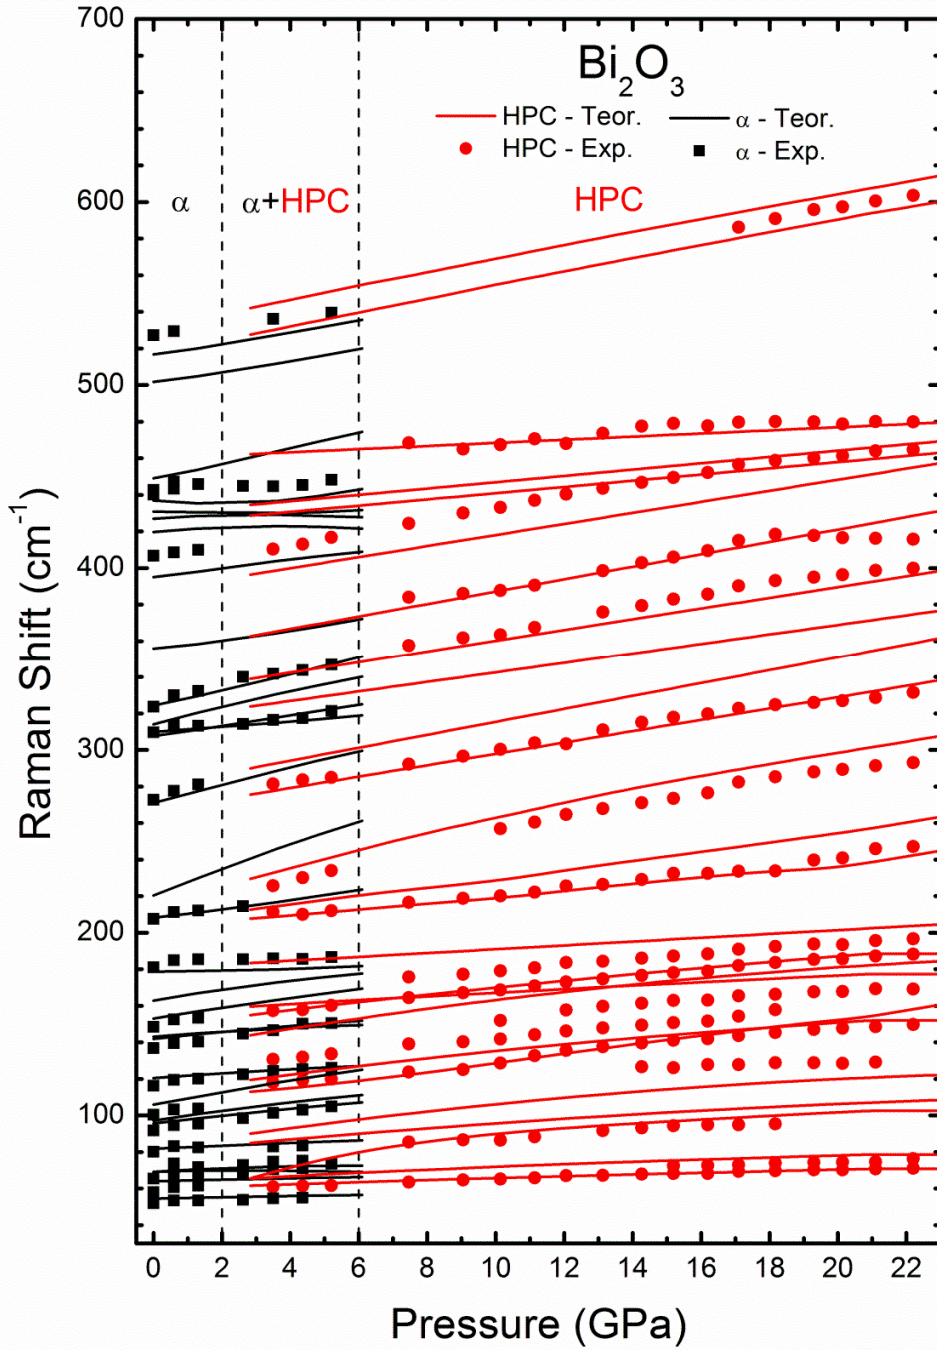 Bi₂O₃
HPC - Teor. α - Teor.
HPC - Exp. α - Exp.
α α+HPC HPC
700
600
500
400
300
200
100
Raman Shift (cm⁻¹)
0 2 4 6 8 10 12 14 16 18 20 22
Pressure (GPa)